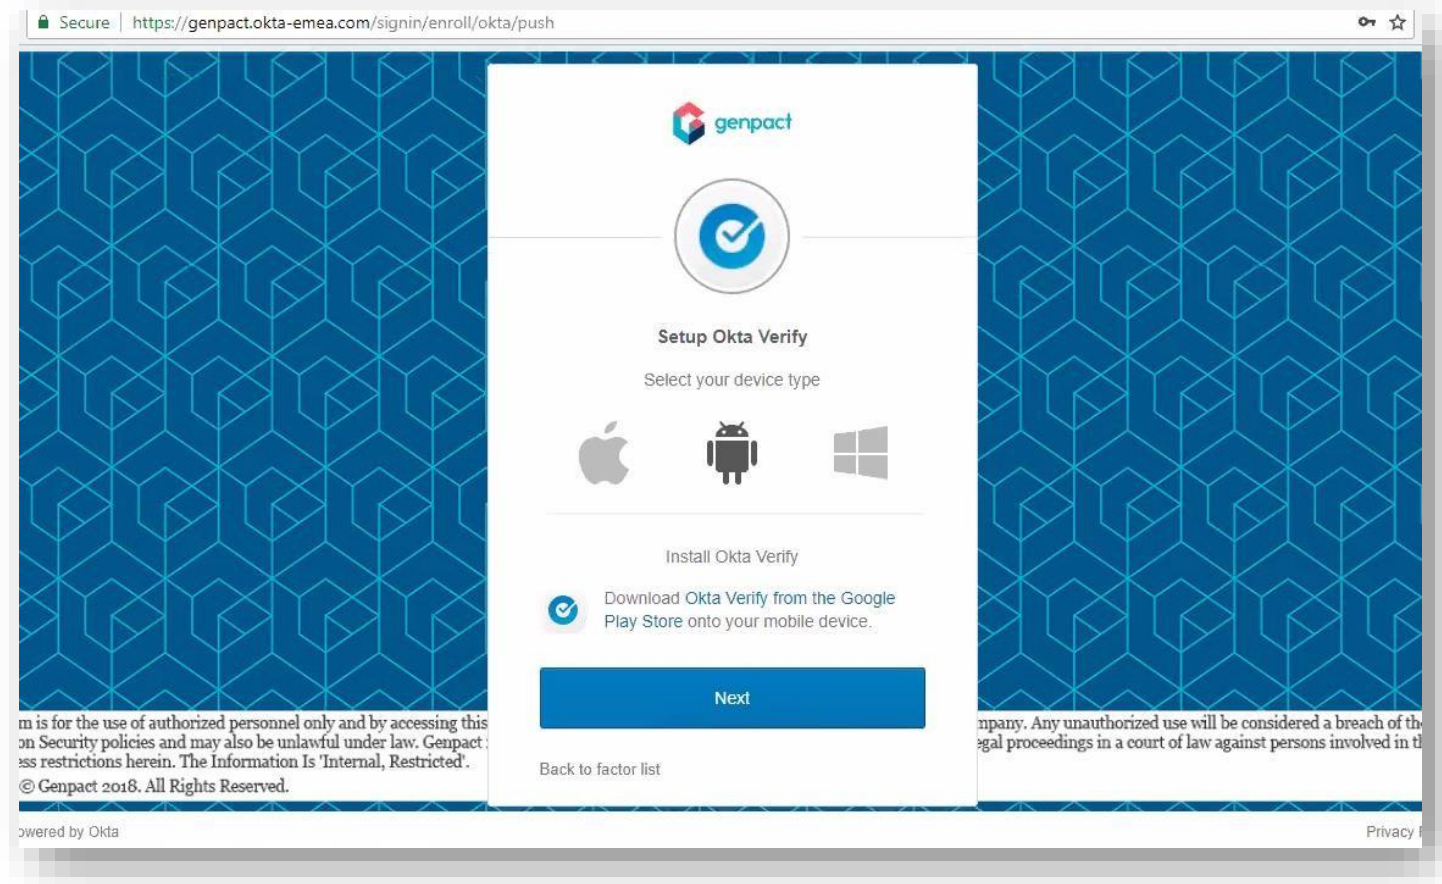 Secure https://genpact.okta-emea.com/signin/enroll/okta/push
genpact
Setup Okta Verify
Select your device type
Install Okta Verify
Download Okta Verify from the Google
Play Store onto your mobile device.
Next
Back to factor list
m is for the use of authorized personnel only and by accessing this
on Security policies and may also be unlawful under law. Genpact
ess restrictions herein. The Information Is 'Internal, Restricted'.
© Genpact 2018. All Rights Reserved.
mpany. Any unauthorized use will be considered a breach of th
egal proceedings in a court of law against persons involved in t
owered by Okta
Privacy